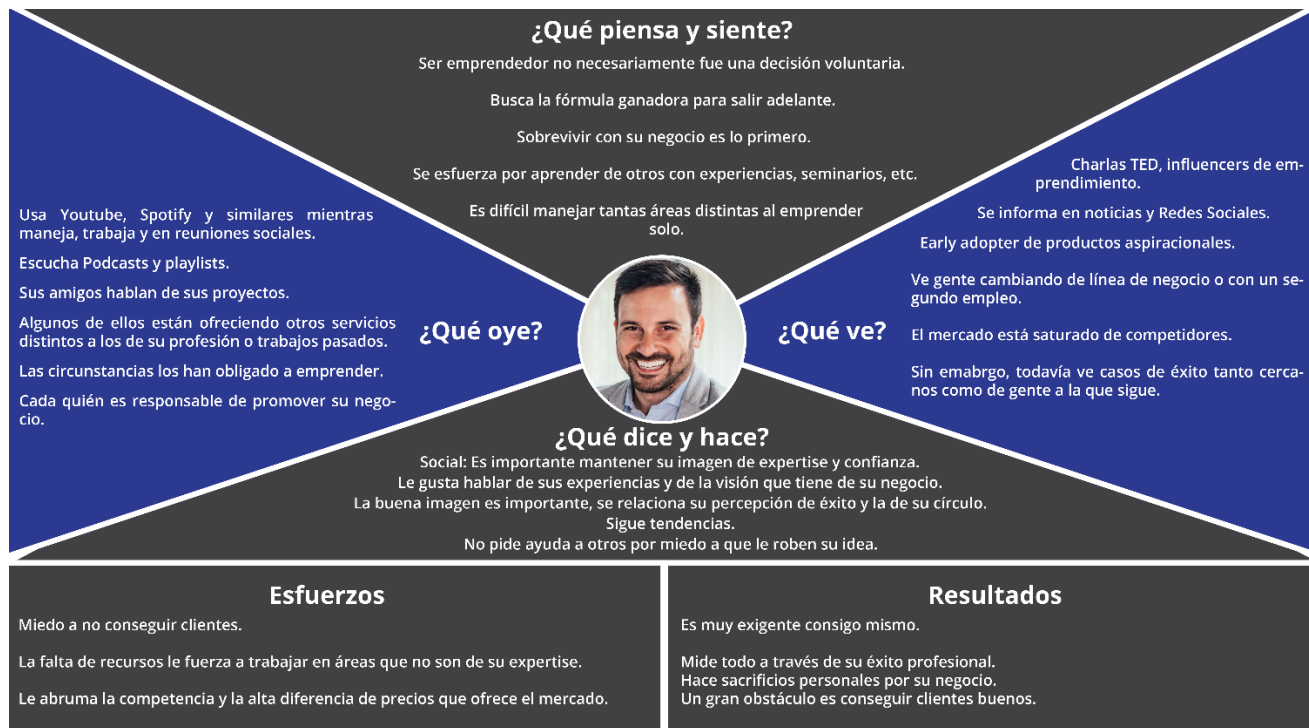 ¿Qué piensa y siente?
Ser emprendedor no necesariamente fue una decisión voluntaria.
Busca la fórmula ganadora para salir adelante.
Sobrevivir con su negocio es lo primero.
Se esfuerza por aprender de otros con experiencias, seminarios, etc.
Es difícil manejar tantas áreas distintas al emprender
solo.
¿Qué oye?
Usa Youtube, Spotify y similares mientras
maneja, trabaja y en reuniones sociales.
Escucha Podcasts y playlists.
Sus amigos hablan de sus proyectos.
Algunos de ellos están ofreciendo otros servicios
distintos a los de su profesión o trabajos pasados.
Las circunstancias los han obligado a emprender.
Cada quién es responsable de promover su nego-
cio.
¿Qué ve?
Charlas TED, influencers de em-
prendimiento.
Se informa en noticias y Redes Sociales.
Early adopter de productos aspiracionales.
Ve gente cambiando de línea de negocio o con un se-
gundo empleo.
El mercado está saturado de competidores.
Sin emabrgo, todavía ve casos de éxito tanto cerca-
nos como de gente a la que sigue.
¿Qué dice y hace?
Social: Es importante mantener su imagen de expertise y confianza.
Le gusta hablar de sus experiencias y de la visión que tiene de su negocio.
La buena imagen es importante, se relaciona su percepción de éxito y la de su círculo.
Sigue tendencias.
No pide ayuda a otros por miedo a que le roben su idea.
Esfuerzos
Miedo a no conseguir clientes.
La falta de recursos le fuerza a trabajar en áreas que no son de su expertise.
Le abruma la competencia y la alta diferencia de precios que ofrece el mercado.
Resultados
Es muy exigente consigo mismo.
Mide todo a través de su éxito profesional.
Hace sacrificios personales por su negocio.
Un gran obstáculo es conseguir clientes buenos.